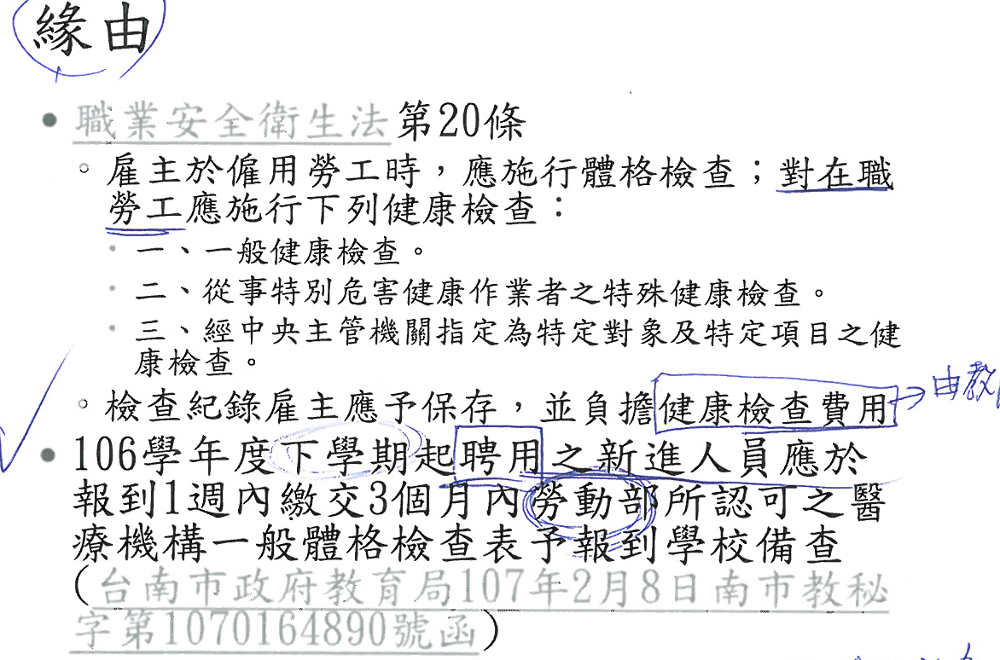 緣由
• 職業安全衛生法第20條
◦ 雇主於僱用勞工時，應施行體格檢查；對在職
勞工應施行下列健康檢查：
• 一、一般健康檢查。
• 二、從事特別危害健康作業者之特殊健康檢查。
• 三、經中央主管機關指定為特定對象及特定項目之健
康檢查。
◦ 檢查紀錄雇主應予保存，並負擔健康檢查費用→由教
• 106學年度下學期起聘用之新進人員應於
報到1週內繳交3個月內勞動部所認可之醫
療機構一般體格檢查表予報到學校備查
(台南市政府教育局107年2月8日南市教秘
字第1070164890號函)